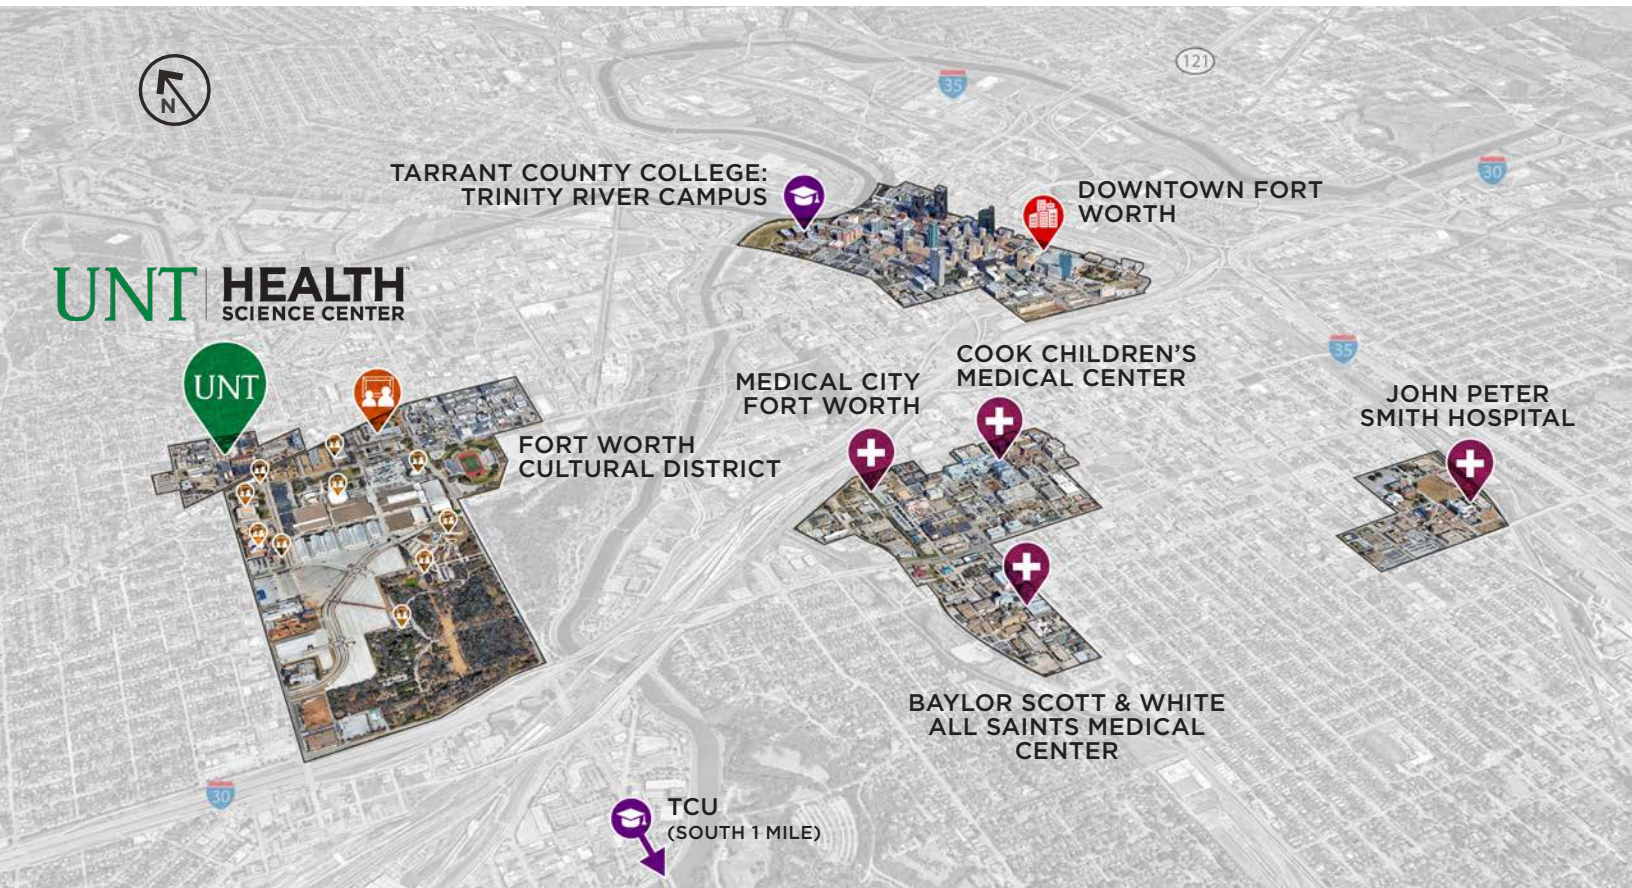 N
121
35
30
TARRANT COUNTY COLLEGE:
TRINITY RIVER CAMPUS
DOWNTOWN FORT
WORTH
UNT HEALTH
SCIENCE CENTER
UNT
35
COOK CHILDREN'S
MEDICAL CENTER
MEDICAL CITY
FORT WORTH
JOHN PETER
SMITH HOSPITAL
FORT WORTH
CULTURAL DISTRICT
BAYLOR SCOTT & WHITE
ALL SAINTS MEDICAL
CENTER
30
TCU
(SOUTH 1 MILE)